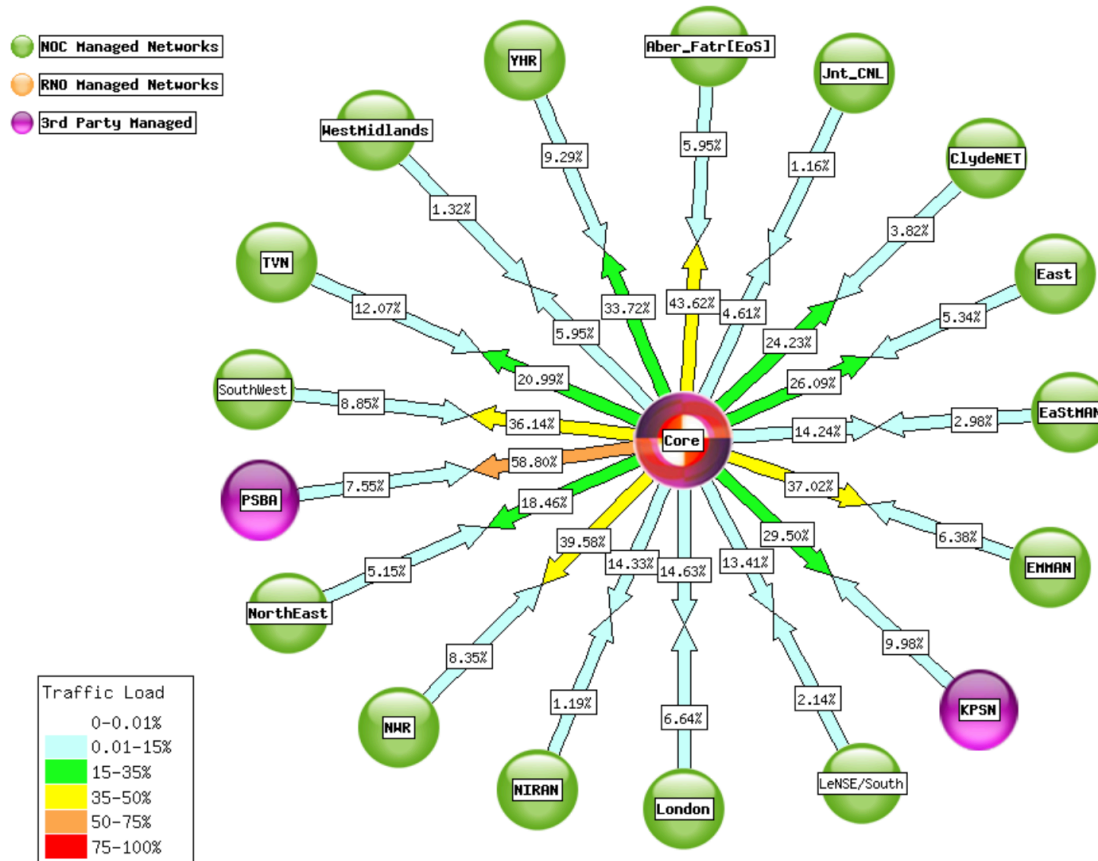 NOC Managed Networks
RNO Managed Networks
3rd Party Managed
YHR
Aber_Fatr[EoS]
Jnt_CNL
WestMidlands
ClydeNET
9.29%
5.95%
1.16%
1.32%
3.82%
TVN
East
12.07%
33.72%
43.62%
4.61%
5.34%
5.95%
24.23%
20.99%
26.09%
SouthWest
8.85%
36.14%
Core
14.24%
2.98%
EaStMAN
58.80%
37.02%
PSBA
7.55%
18.46%
29.50%
6.38%
39.58%
14.33%
14.63%
13.41%
EMMAN
5.15%
NorthEast
8.35%
9.98%
1.19%
6.64%
2.14%
KPSN
NWR
NIRAN
London
LeNSE/South
Traffic Load
0-0.01%
0.01-15%
15-35%
35-50%
50-75%
75-100%